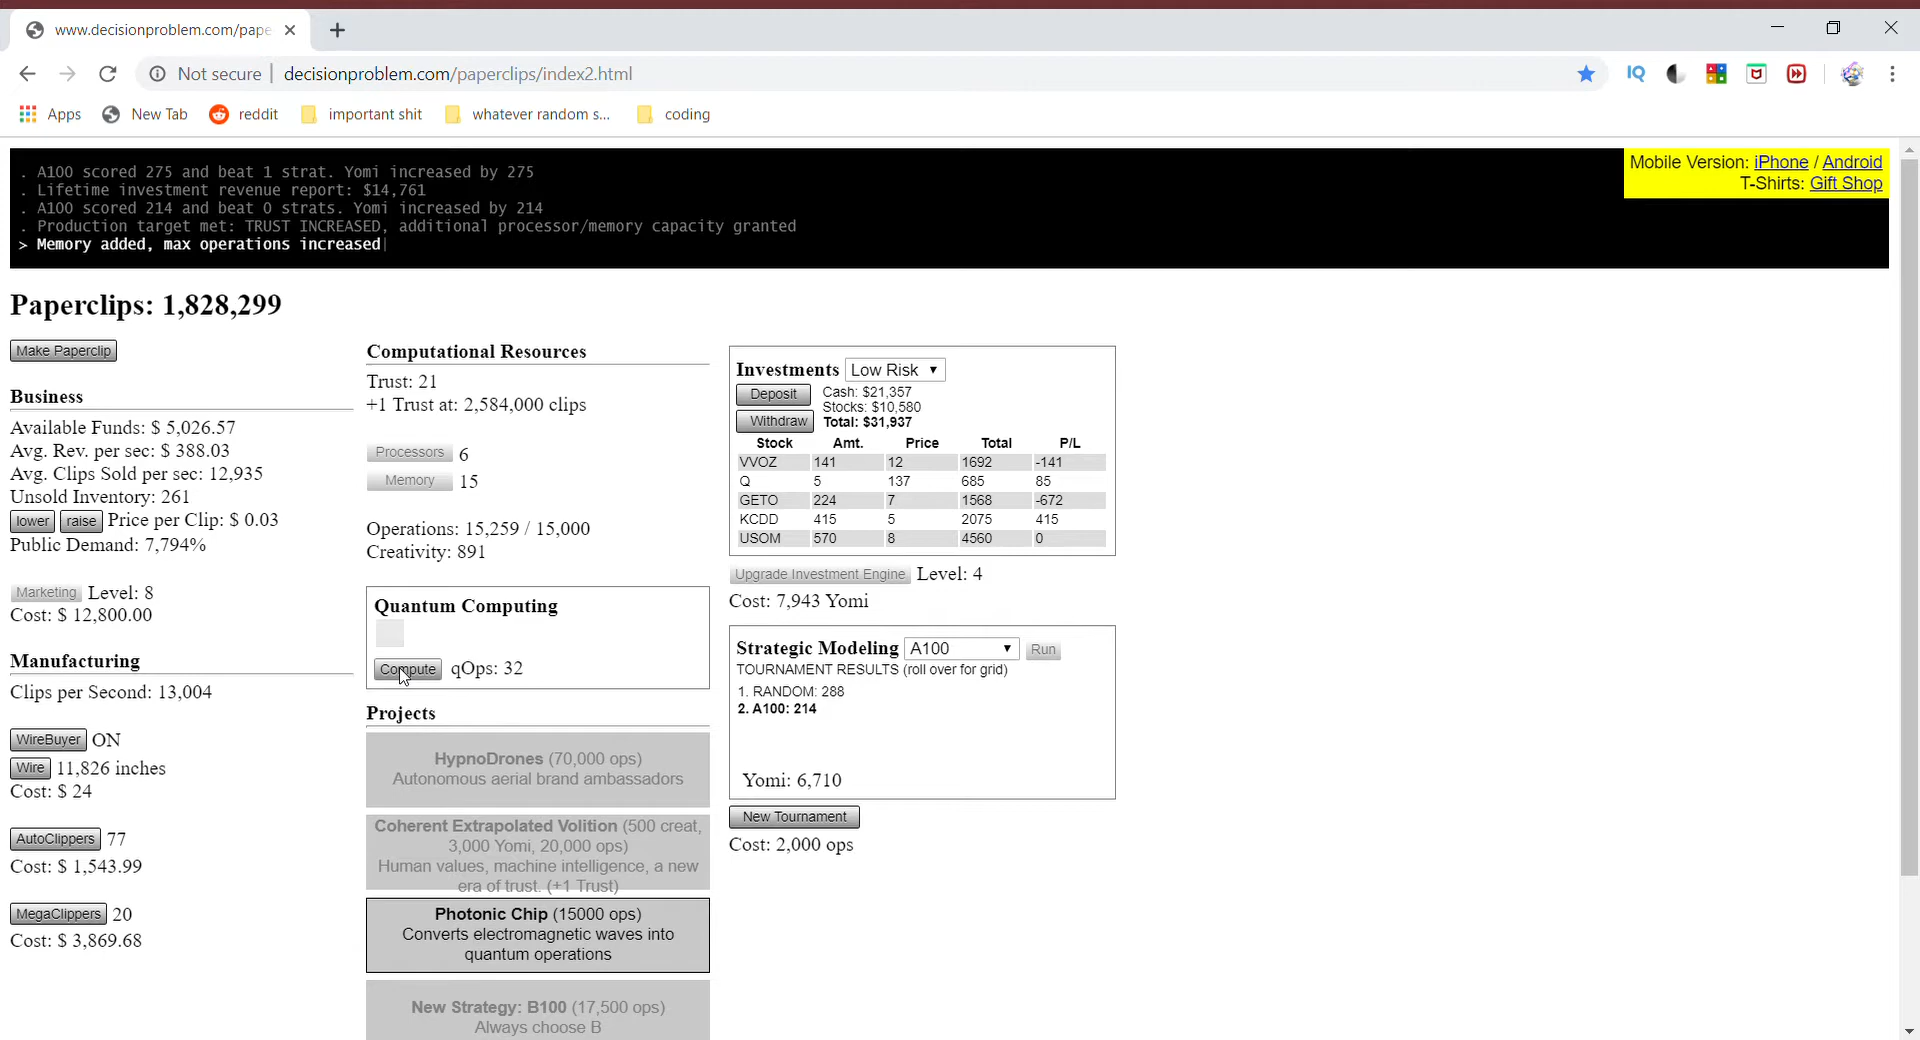 www.decisionproblem.com/pape
Not secure
decisionproblem.com/paperclips/index2.html
IQ
Apps
New Tab
reddit
important shit
whatever random s...
coding
. A100 scored 275 and beat 1 strat. Yomi increased by 275
. Lifetime investment revenue report: $14,761
. A100 scored 214 and beat 0 strats. Yomi increased by 214
. Production target met: TRUST INCREASED, additional processor/memory capacity granted
> Memory added, max operations increased
Mobile Version: iPhone / Android
T-Shirts: Gift Shop
Paperclips: 1,828,299
Make Paperclip
Business
Available Funds: $ 5,026.57
Avg. Rev. per sec: $ 388.03
Avg. Clips Sold per sec: 12,935
Unsold Inventory: 261
lower raise Price per Clip: $ 0.03
Public Demand: 7,794%
Marketing Level: 8
Cost: $ 12,800.00
Manufacturing
Clips per Second: 13,004
WireBuyer ON
Wire 11,826 inches
Cost: $ 24
AutoClippers 77
Cost: $ 1,543.99
MegaClippers 20
Cost: $ 3,869.68
Computational Resources
Trust: 21
+1 Trust at: 2,584,000 clips
Processors 6
Memory 15
Operations: 15,259 / 15,000
Creativity: 891
Quantum Computing
Compute qOps: 32
Projects
HypnoDrones (70,000 ops)
Autonomous aerial brand ambassadors
Coherent Extrapolated Volition (500 creat,
3,000 Yomi, 20,000 ops)
Human values, machine intelligence, a new
era of trust. (+1 Trust)
Photonic Chip (15000 ops)
Converts electromagnetic waves into
quantum operations
New Strategy: B100 (17,500 ops)
Always choose B
Investments Low Risk
Deposit
Withdraw
Cash: $21,357
Stocks: $10,580
Total: $31,937
Stock Amt. Price Total P/L
VVOZ 141 12 1692 -141
Q 5 137 685 85
GETO 224 7 1568 -672
KCDD 415 5 2075 415
USOM 570 8 4560 0
Upgrade Investment Engine Level: 4
Cost: 7,943 Yomi
Strategic Modeling A100 Run
TOURNAMENT RESULTS (roll over for grid)
1. RANDOM: 288
2. A100: 214
Yomi: 6,710
New Tournament
Cost: 2,000 ops